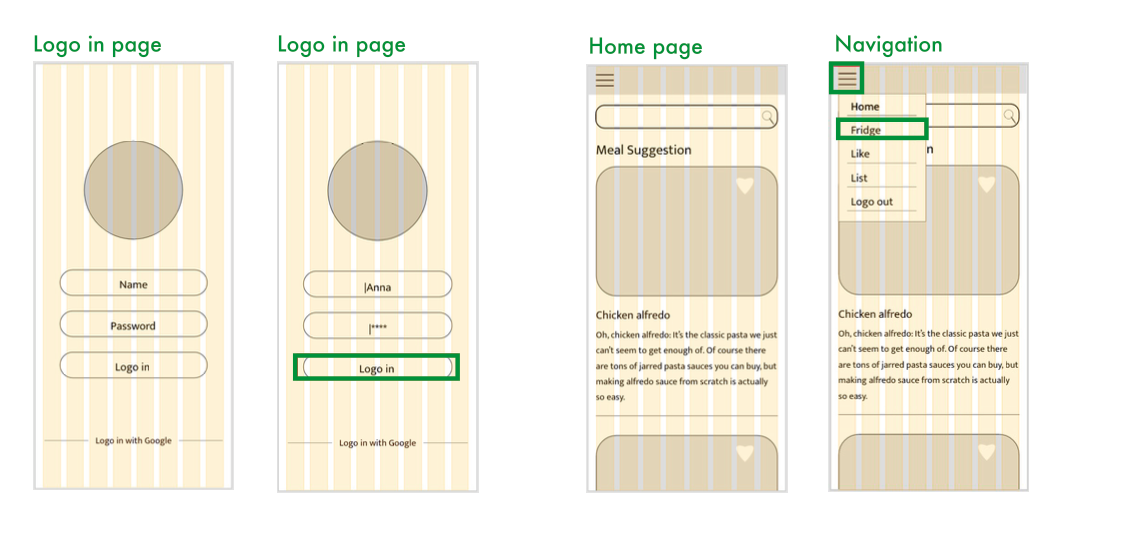 Logo in page
Name
Password
Logo in
Logo in with Google
Logo in page
|Anna
|****
Logo in
Logo in with Google
Home page
Meal Suggestion
Chicken alfredo
Oh, chicken alfredo: It's the classic pasta we just
can't seem to get enough of. Of course there
are tons of jarred pasta sauces you can buy, but
making alfredo sauce from scratch is actually
so easy.
Navigation
Home
Fridge
n
Like
List
Logo out
Chicken alfredo
Oh, chicken alfredo: It's the classic pasta we just
can't seem to get enough of. Of course there
are tons of jarred pasta sauces you can buy, but
making alfredo sauce from scratch is actually
so easy.